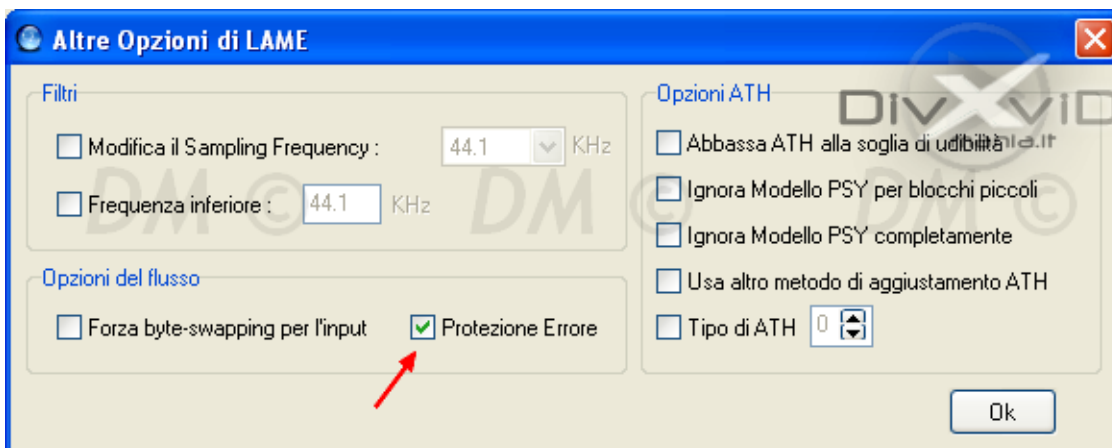 Altre Opzioni di LAME
Filtri
Modifica il Sampling Frequency :
44.1
KHz
Frequenza inferiore :
44.1
KHz
Opzioni del flusso
Forza byte-swapping per l'input
Protezione Errore
Opzioni ATH
Abbassa ATH alla soglia di udibilità
Ignora Modello PSY per blocchi piccoli
Ignora Modello PSY completamente
Usa altro metodo di aggiustamento ATH
Tipo di ATH
0
Ok
DivXviD
DM ©
DM ©
DM ©